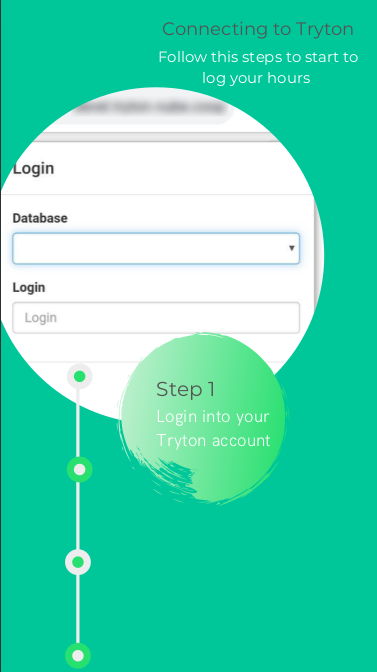 Connecting to Tryton
Follow this steps to start to
log your hours
Login
Database
Login
Login
Step 1
Login into your
Tryton account